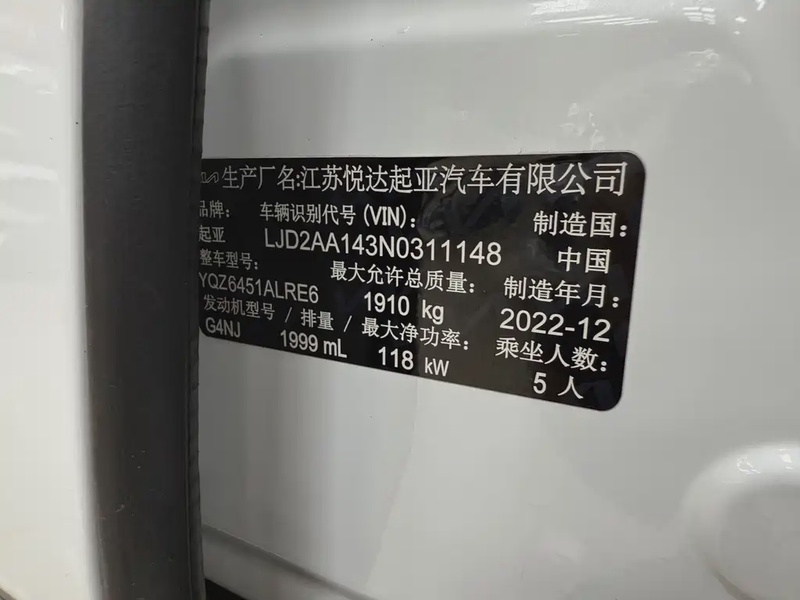 KIA 生产厂名:江苏悦达起亚汽车有限公司
品牌: 车辆识别代号 (VIN): 制造国:
起亚 LJD2AA143N0311148 中国
整车型号: 最大允许总质量: 制造年月:
YQZ6451ALRE6 1910 kg 2022-12
发动机型号 / 排量 / 最大净功率: 乘坐人数:
G4NJ 1999 mL 118 kW 5 人